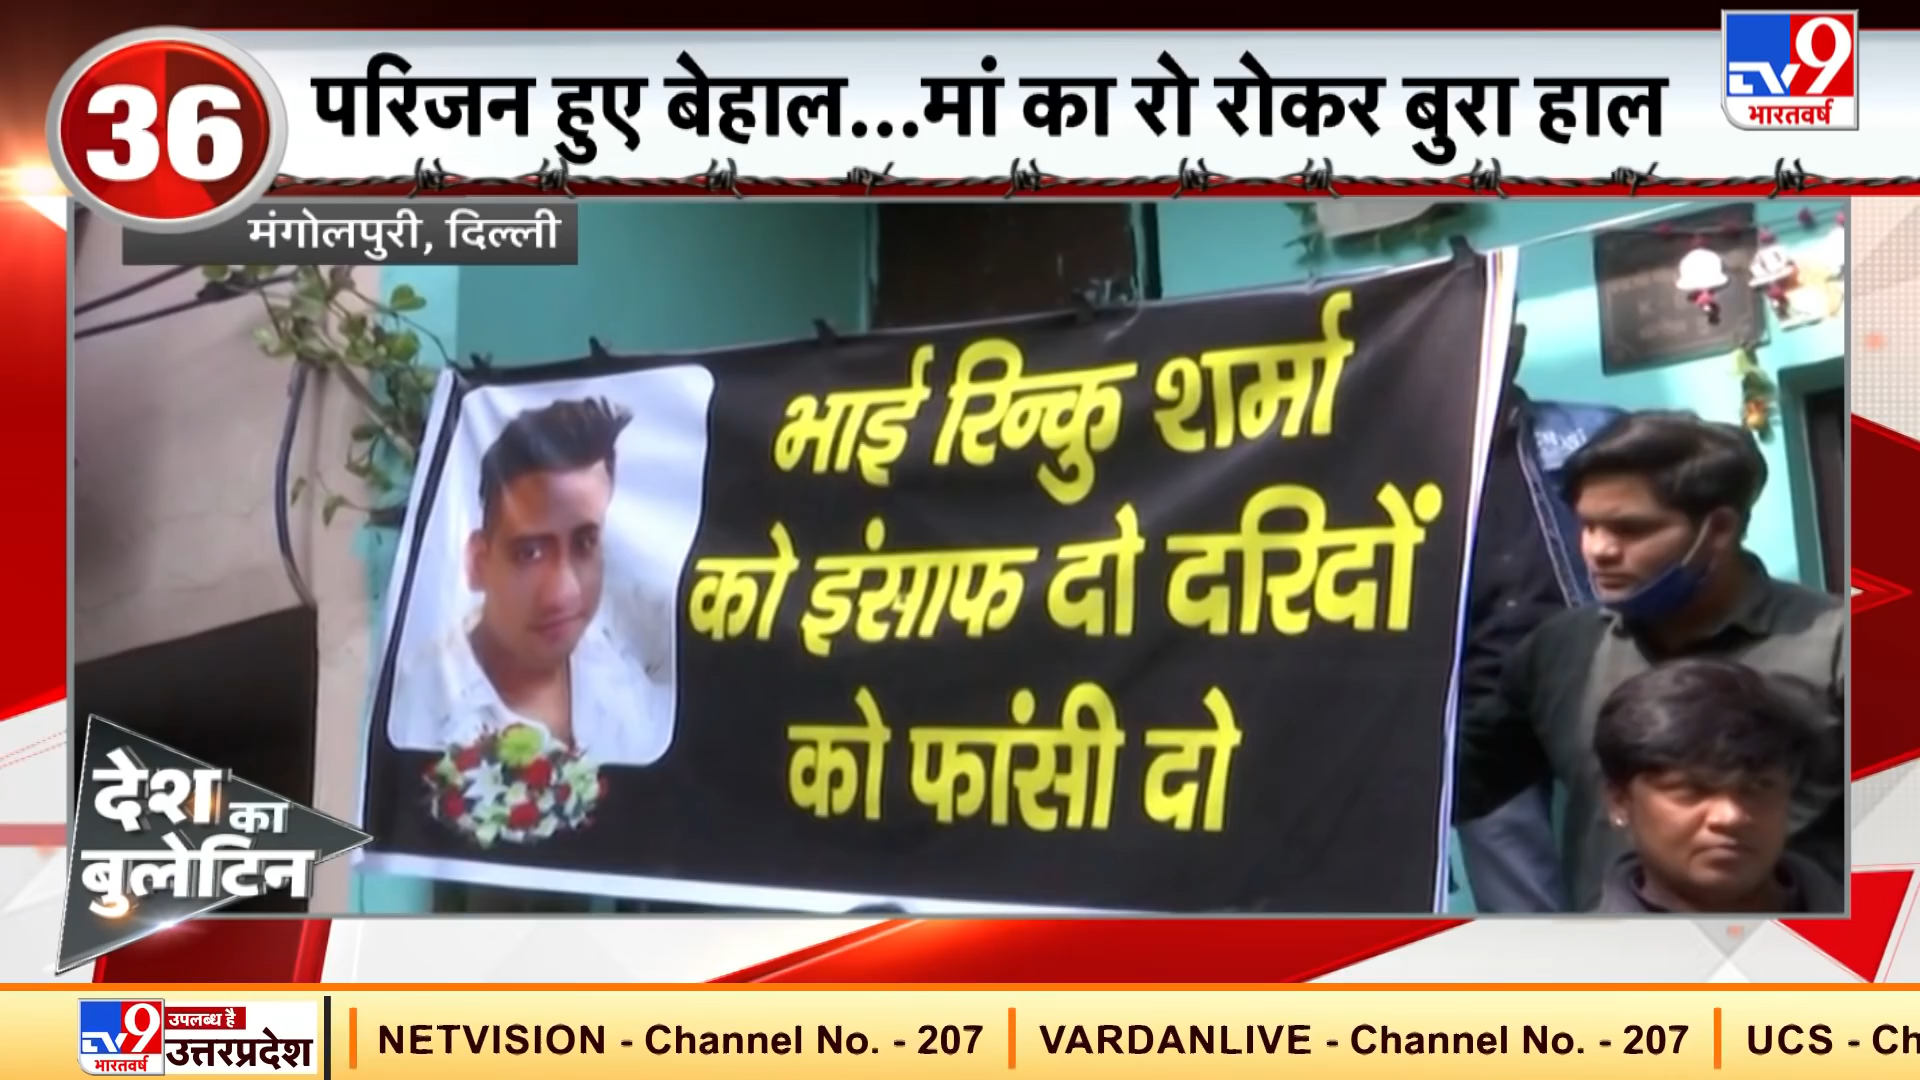 36
परिजन हुए बेहाल...मां का रो रोकर बुरा हाल
TV9
भारतवर्ष
मंगोलपुरी, दिल्ली
भाई रिन्कु शर्मा
को इंसाफ दो दरिदों
को फांसी दो
देश का
बुलेटिन
TV9
भारतवर्ष
उपलब्ध है
उत्तरप्रदेश
NETVISION - Channel No. - 207
VARDANLIVE - Channel No. - 207
UCS - Ch